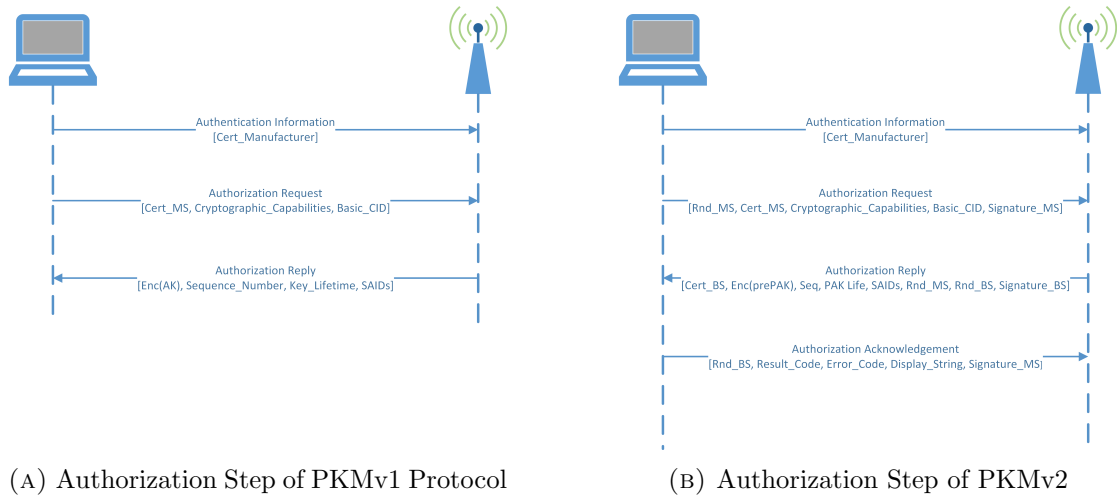 Authentication Information
[Cert_Manufacturer]
Authorization Request
[Cert_MS, Cryptographic_Capabilities, Basic_CID]
Authorization Reply
[Enc(AK), Sequence_Number, Key_Lifetime, SAIDs]
(A) Authorization Step of PKMv1 Protocol
Authentication Information
[Cert_Manufacturer]
Authorization Request
[Rnd_MS, Cert_MS, Cryptographic_Capabilities, Basic_CID, Signature_MS]
Authorization Reply
[Cert_BS, Enc(prePAK), Seq, PAK Life, SAIDs, Rnd_MS, Rnd_BS, Signature_BS]
Authorization Acknowledgement
[Rnd_BS, Result_Code, Error_Code, Display_String, Signature_MS]
(B) Authorization Step of PKMv2